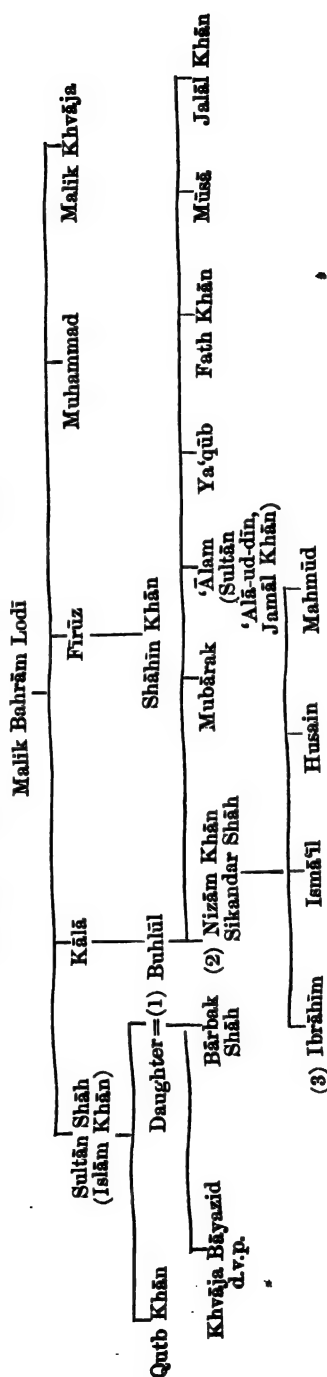 Malik Bahrām Lodī
Sultān Shāh Kālā Fīrūz Muhammad Malik Khvāja
(Islām Khān)
Qutb Khān Daughter=(1) Buhlūl Shāhīn Khān
Khvāja Bāyazid Bārbak (2) Nizām Khān Mubārak ‘Ālam Ya‘qūb Fath Khān Mūsā Jalāl Khān
d.v.p. Shāh Sikandar Shāh (Sultān
‘Alā-ud-dīn,
Jamāl Khān)
(3) Ibrāhīm Ismā‘īl Husain Mahmūd